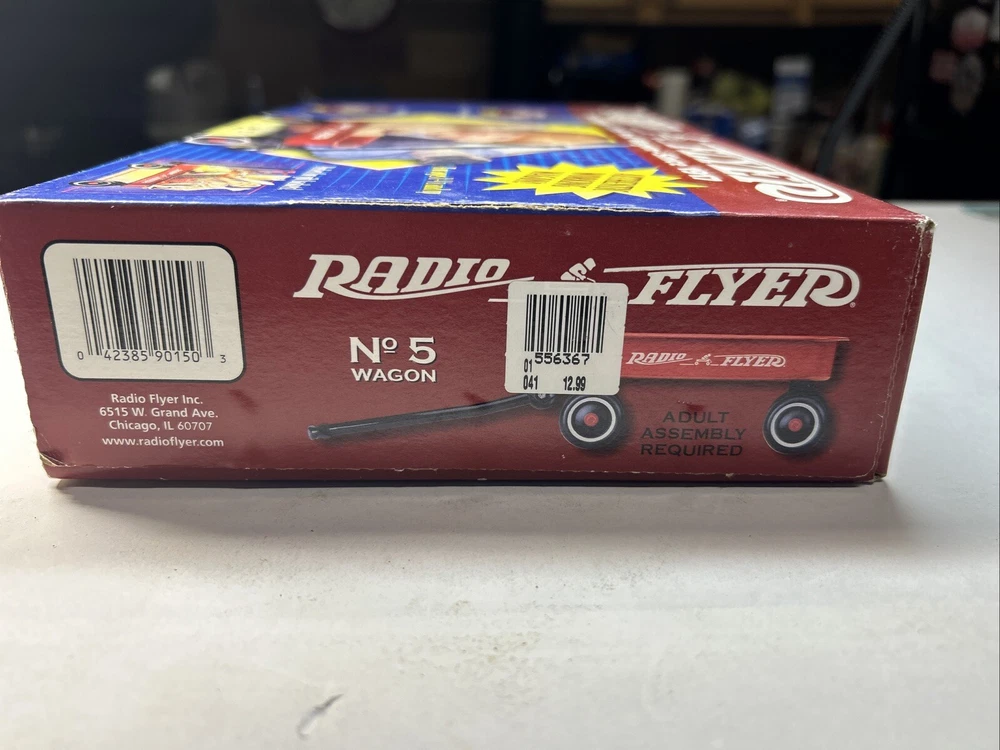 RADIO FLYER
Nº 5
WAGON
0 42385 90150 3
Radio Flyer Inc.
6515 W. Grand Ave.
Chicago, IL 60707
www.radioflyer.com
01 556367
041 12.99
RADIO FLYER
ADULT
ASSEMBLY
REQUIRED